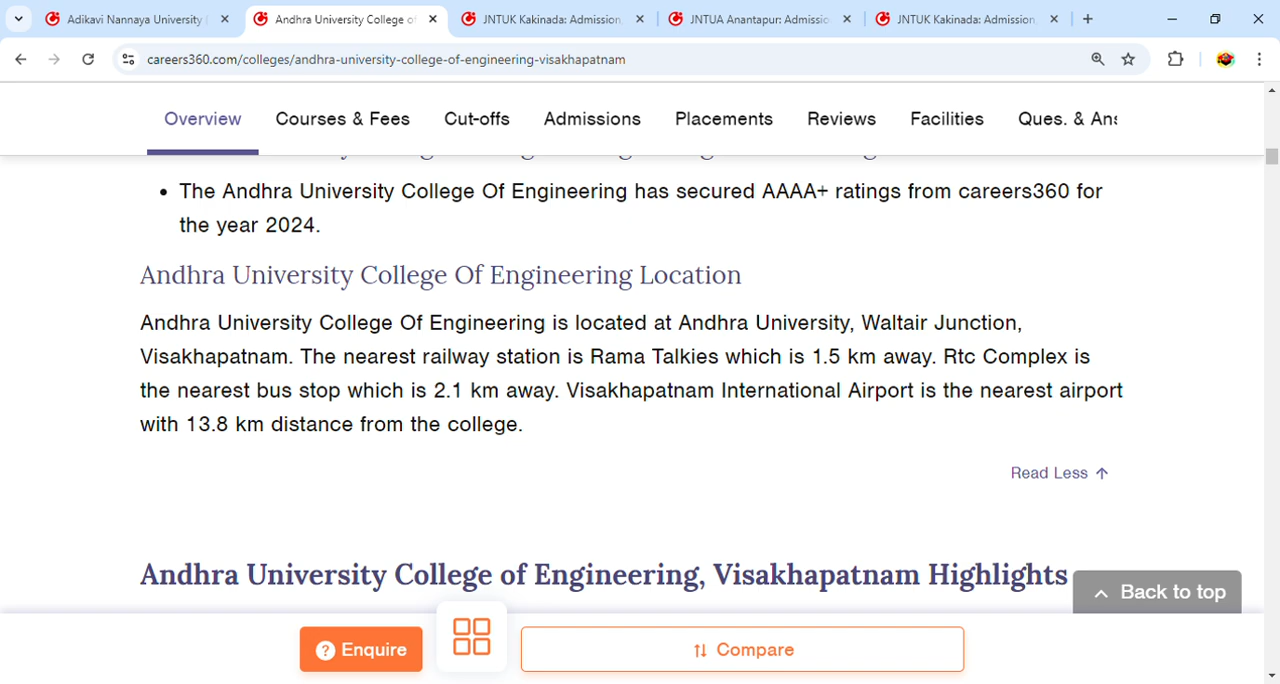 Adikavi Nannaya University
Andhra University College of
JNTUK Kakinada: Admission
JNTUA Anantapur: Admissio
JNTUK Kakinada: Admission
careers360.com/colleges/andhra-university-college-of-engineering-visakhapatnam
Overview Courses & Fees Cut-offs Admissions Placements Reviews Facilities Ques. & Ans
• The Andhra University College Of Engineering has secured AAAA+ ratings from careers360 for
the year 2024.
Andhra University College Of Engineering Location
Andhra University College Of Engineering is located at Andhra University, Waltair Junction,
Visakhapatnam. The nearest railway station is Rama Talkies which is 1.5 km away. Rtc Complex is
the nearest bus stop which is 2.1 km away. Visakhapatnam International Airport is the nearest airport
with 13.8 km distance from the college.
Read Less ↑
Andhra University College of Engineering, Visakhapatnam Highlights
Back to top
? Enquire
Compare